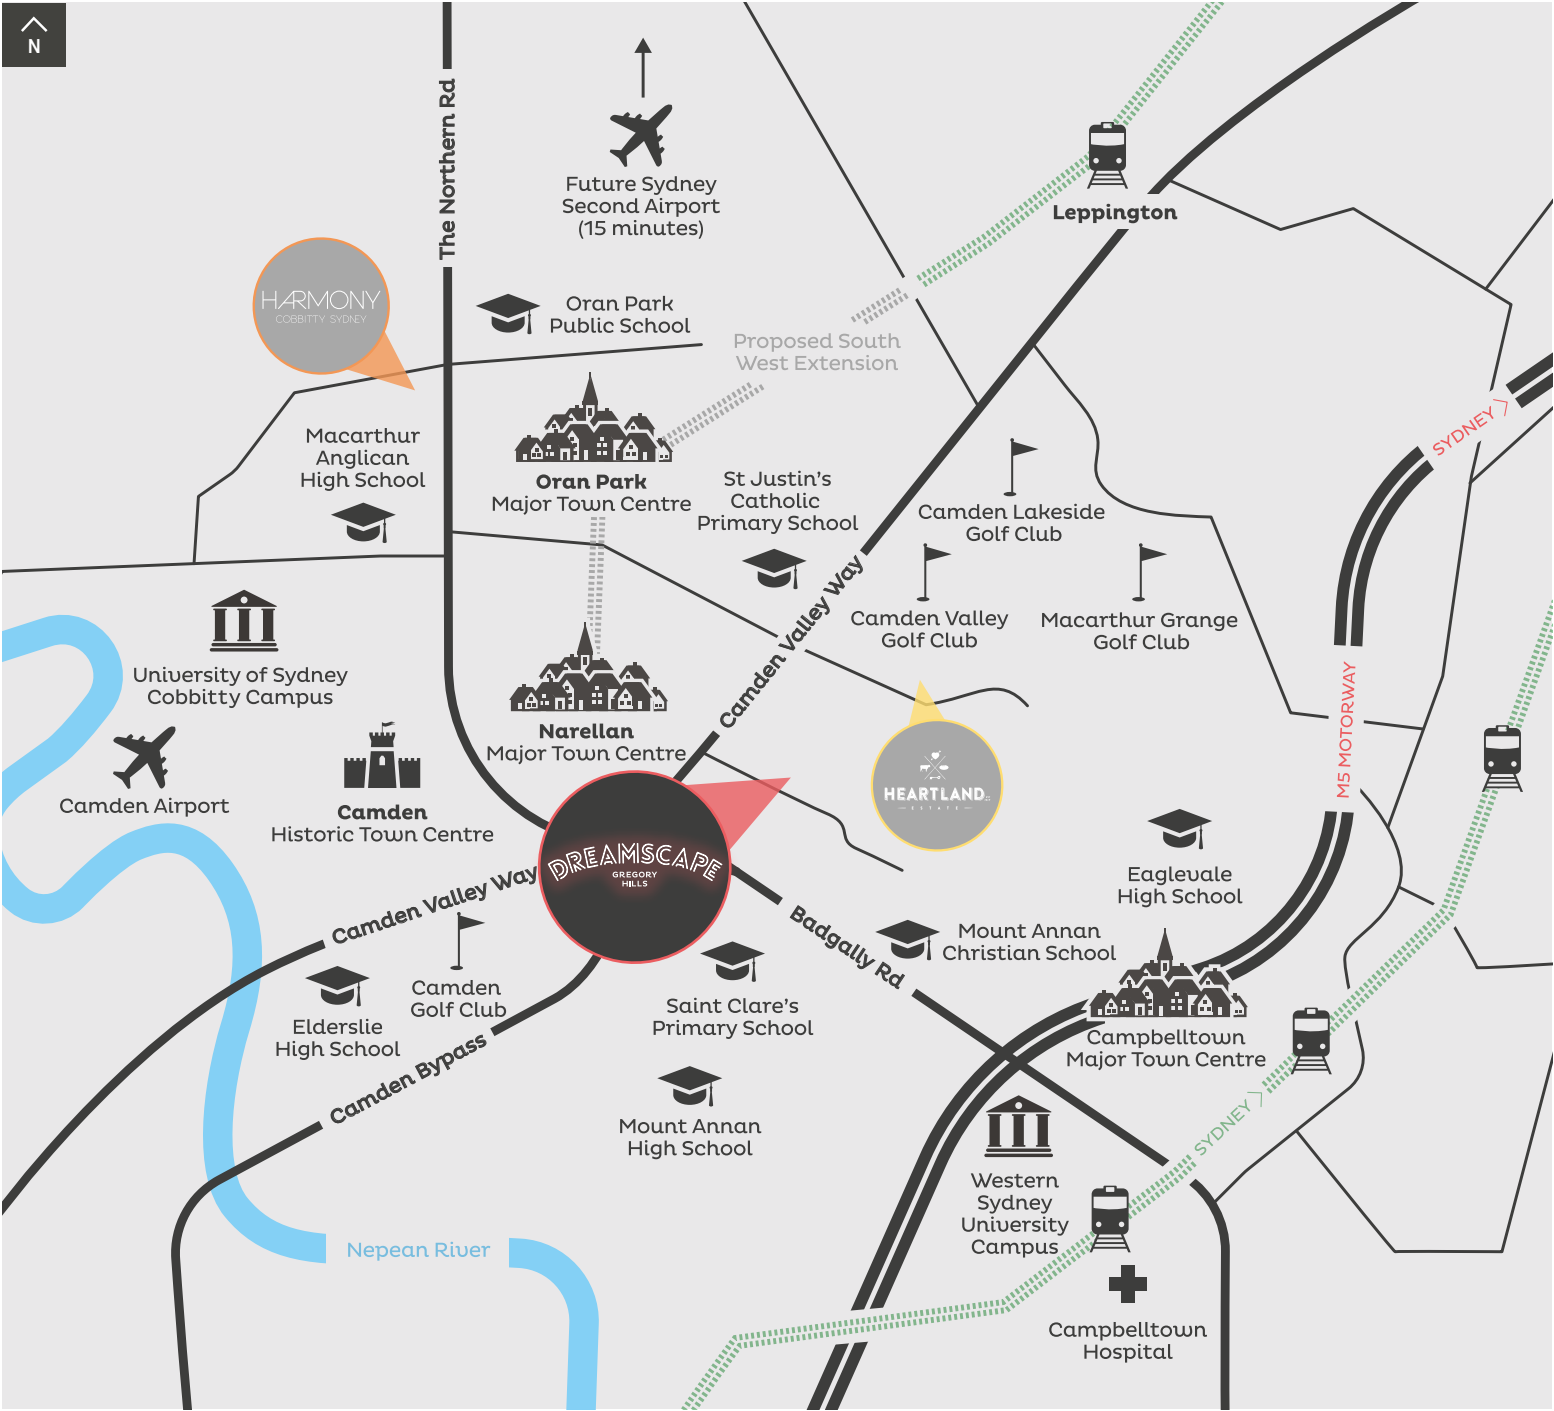 N
The Northern Rd
Future Sydney
Second Airport
(15 minutes)
Leppington
HARMONY
COBBITTY SYDNEY
Oran Park
Public School
Proposed South
West Extension
SYDNEY
Macarthur
Anglican
High School
Oran Park
Major Town Centre
St Justin's
Catholic
Primary School
Camden Lakeside
Golf Club
Camden Valley Way
Camden Valley
Golf Club
Macarthur Grange
Golf Club
University of Sydney
Cobbitty Campus
M5 MOTORWAY
Narellan
Major Town Centre
Camden Airport
Camden
Historic Town Centre
HEARTLAND
ESTATE
DREAMSCAPE
GREGORY
HILLS
Eaglevale
High School
Camden Valley Way
Badgally Rd
Mount Annan
Christian School
Camden
Golf Club
Elderslie
High School
Saint Clare's
Primary School
Campbelltown
Major Town Centre
Camden Bypass
Mount Annan
High School
SYDNEY
Western
Sydney
University
Campus
Nepean River
Campbelltown
Hospital